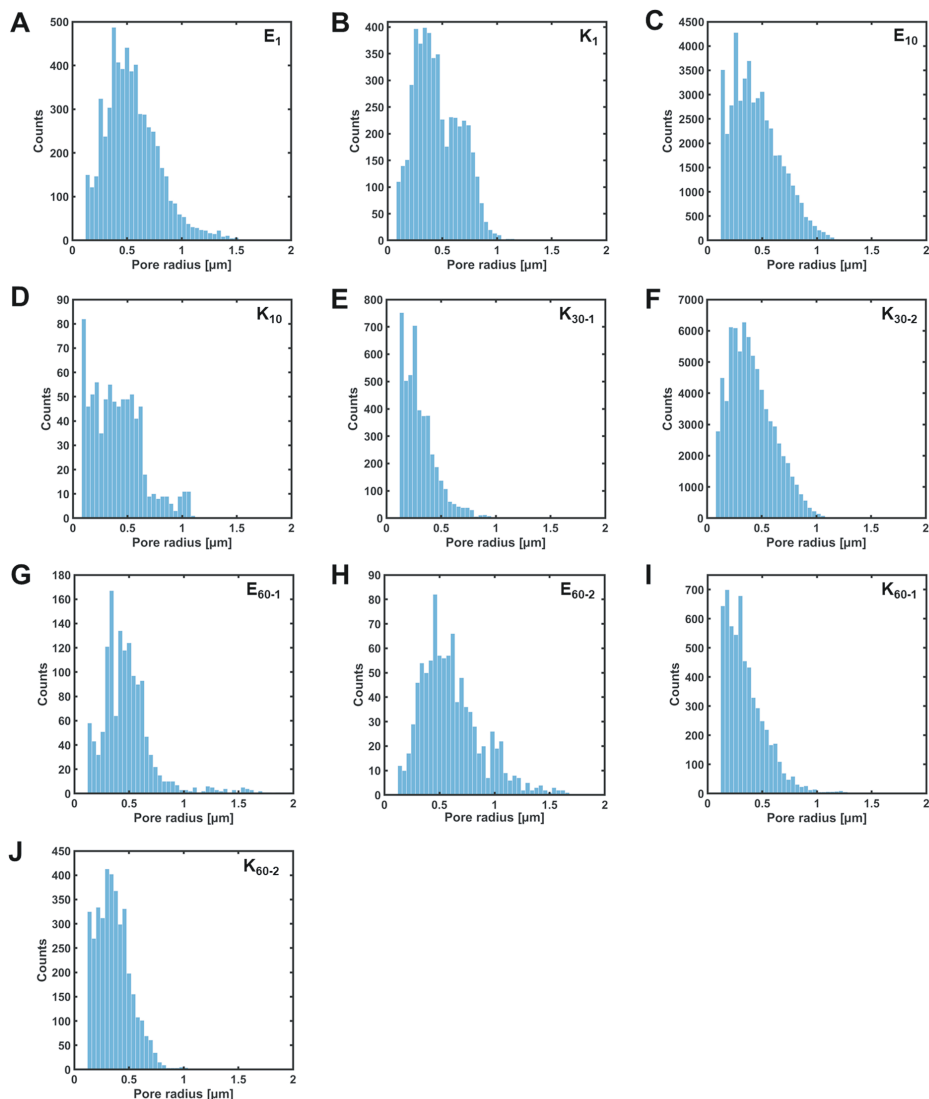 A
E1
500
400
300
200
100
0
Counts
0 0.5 1 1.5 2
Pore radius [µm]
B
K1
400
350
300
250
200
150
100
50
0
Counts
0 0.5 1 1.5 2
Pore radius [µm]
C
E10
4500
4000
3500
3000
2500
2000
1500
1000
500
0
Counts
0 0.5 1 1.5 2
Pore radius [µm]
D
K10
90
80
70
60
50
40
30
20
10
0
Counts
0 0.5 1 1.5 2
Pore radius [µm]
E
K30-1
800
700
600
500
400
300
200
100
0
Counts
0 0.5 1 1.5 2
Pore radius [µm]
F
K30-2
7000
6000
5000
4000
3000
2000
1000
0
Counts
0 0.5 1 1.5 2
Pore radius [µm]
G
E60-1
180
160
140
120
100
80
60
40
20
0
Counts
0 0.5 1 1.5 2
Pore radius [µm]
H
E60-2
90
80
70
60
50
40
30
20
10
0
Counts
0 0.5 1 1.5 2
Pore radius [µm]
I
K60-1
700
600
500
400
300
200
100
0
Counts
0 0.5 1 1.5 2
Pore radius [µm]
J
K60-2
450
400
350
300
250
200
150
100
50
0
Counts
0 0.5 1 1.5 2
Pore radius [µm]